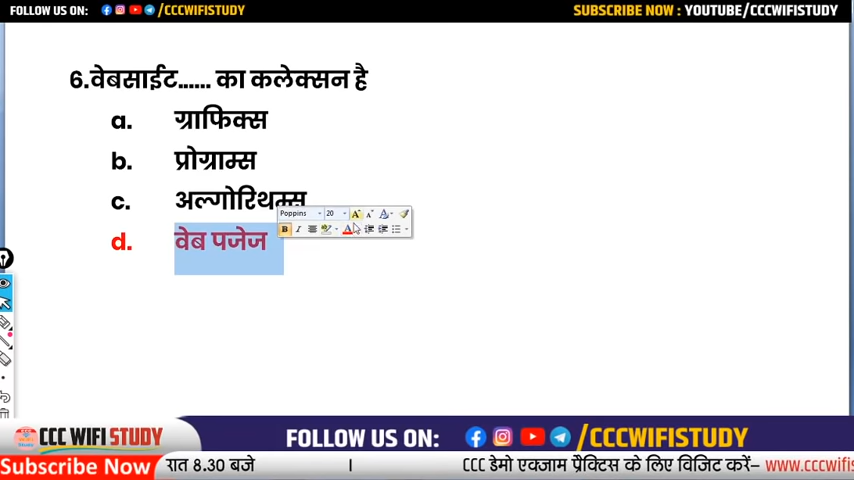 FOLLOW US ON: /CCCWIFISTUDY SUBSCRIBE NOW : YOUTUBE/CCCWIFISTUDY
6.वेबसाईट...... का कलेक्सन है
a. ग्राफिक्स
b. प्रोग्राम्स
c. अल्गोरिथम्स
Poppins 20
d. वेब पजेज
CCC WIFI STUDY FOLLOW US ON: /CCCWIFISTUDY
Subscribe Now रात 8.30 बजे । CCC डेमो एक्जाम प्रैक्टिस के लिए विजिट करें– www.cccwifis